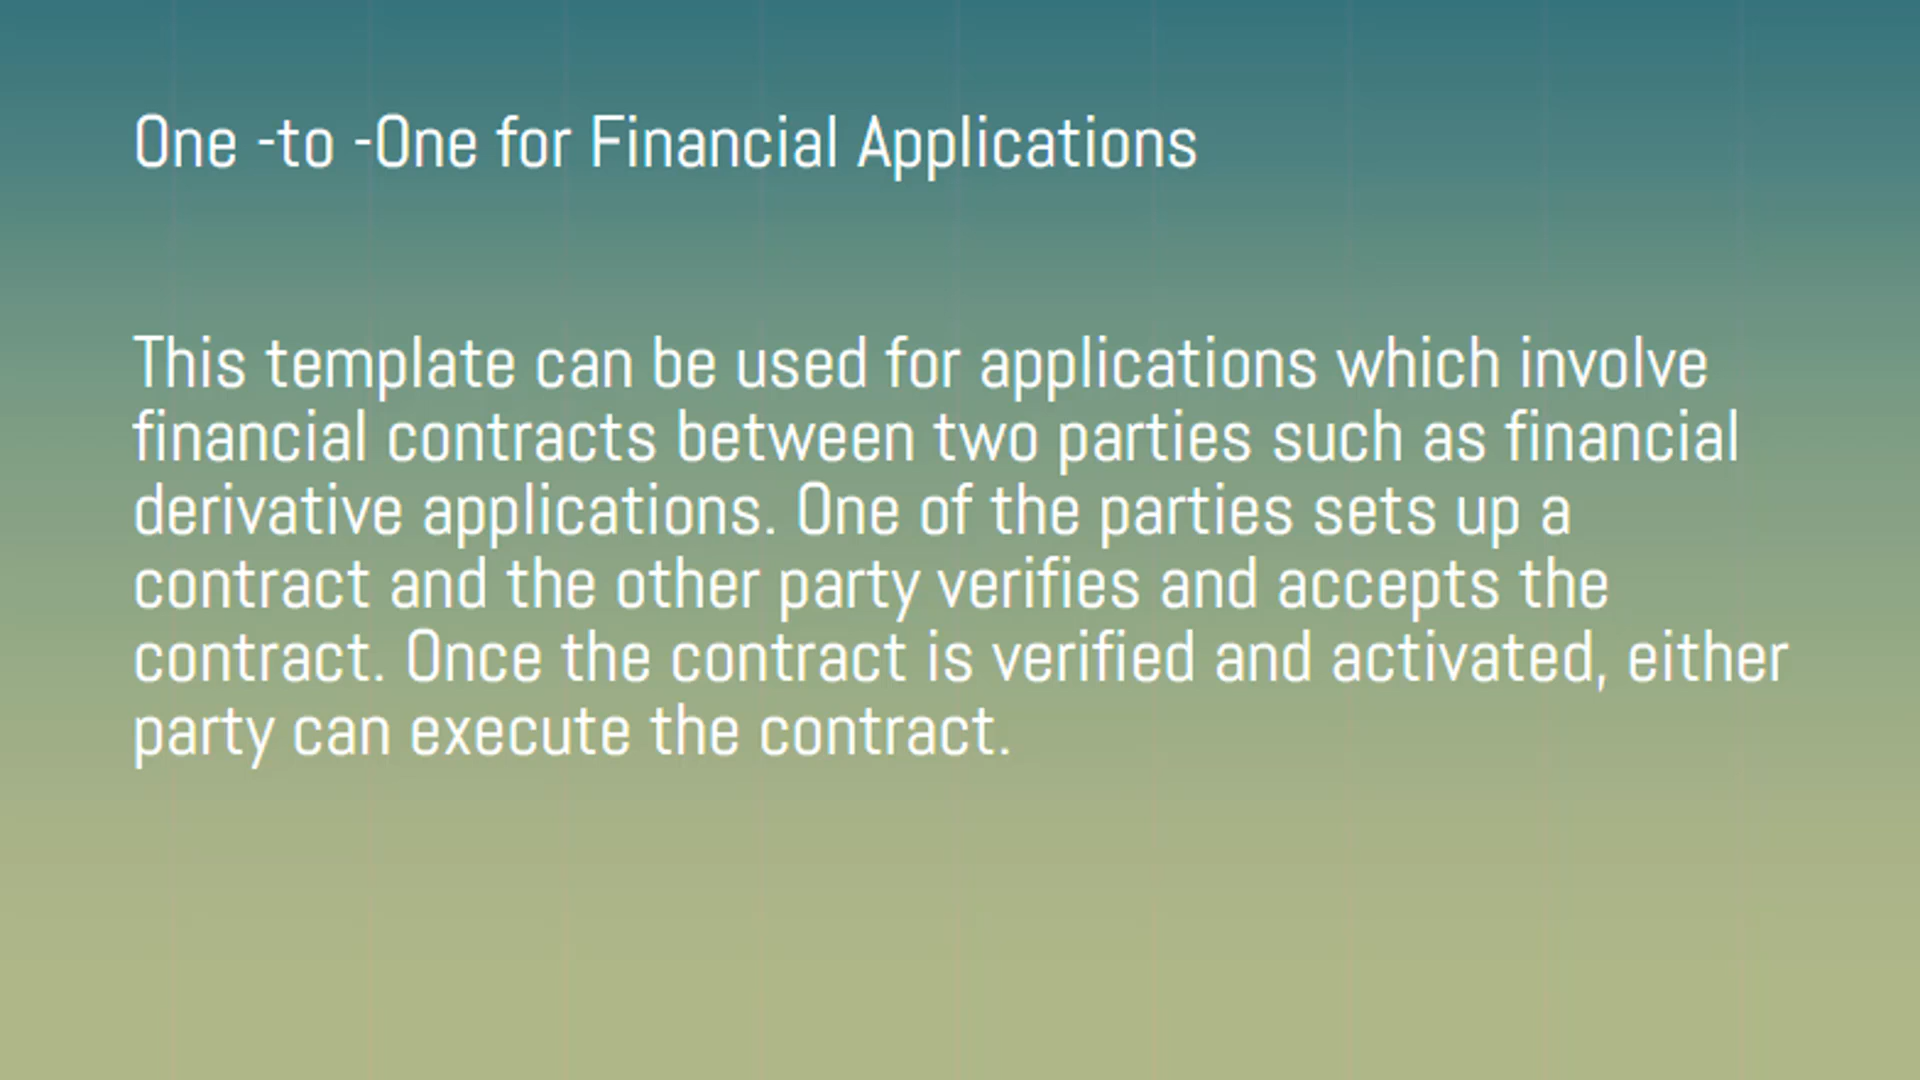 One -to -One for Financial Applications
This template can be used for applications which involve
financial contracts between two parties such as financial
derivative applications. One of the parties sets up a
contract and the other party verifies and accepts the
contract. Once the contract is verified and activated, either
party can execute the contract.